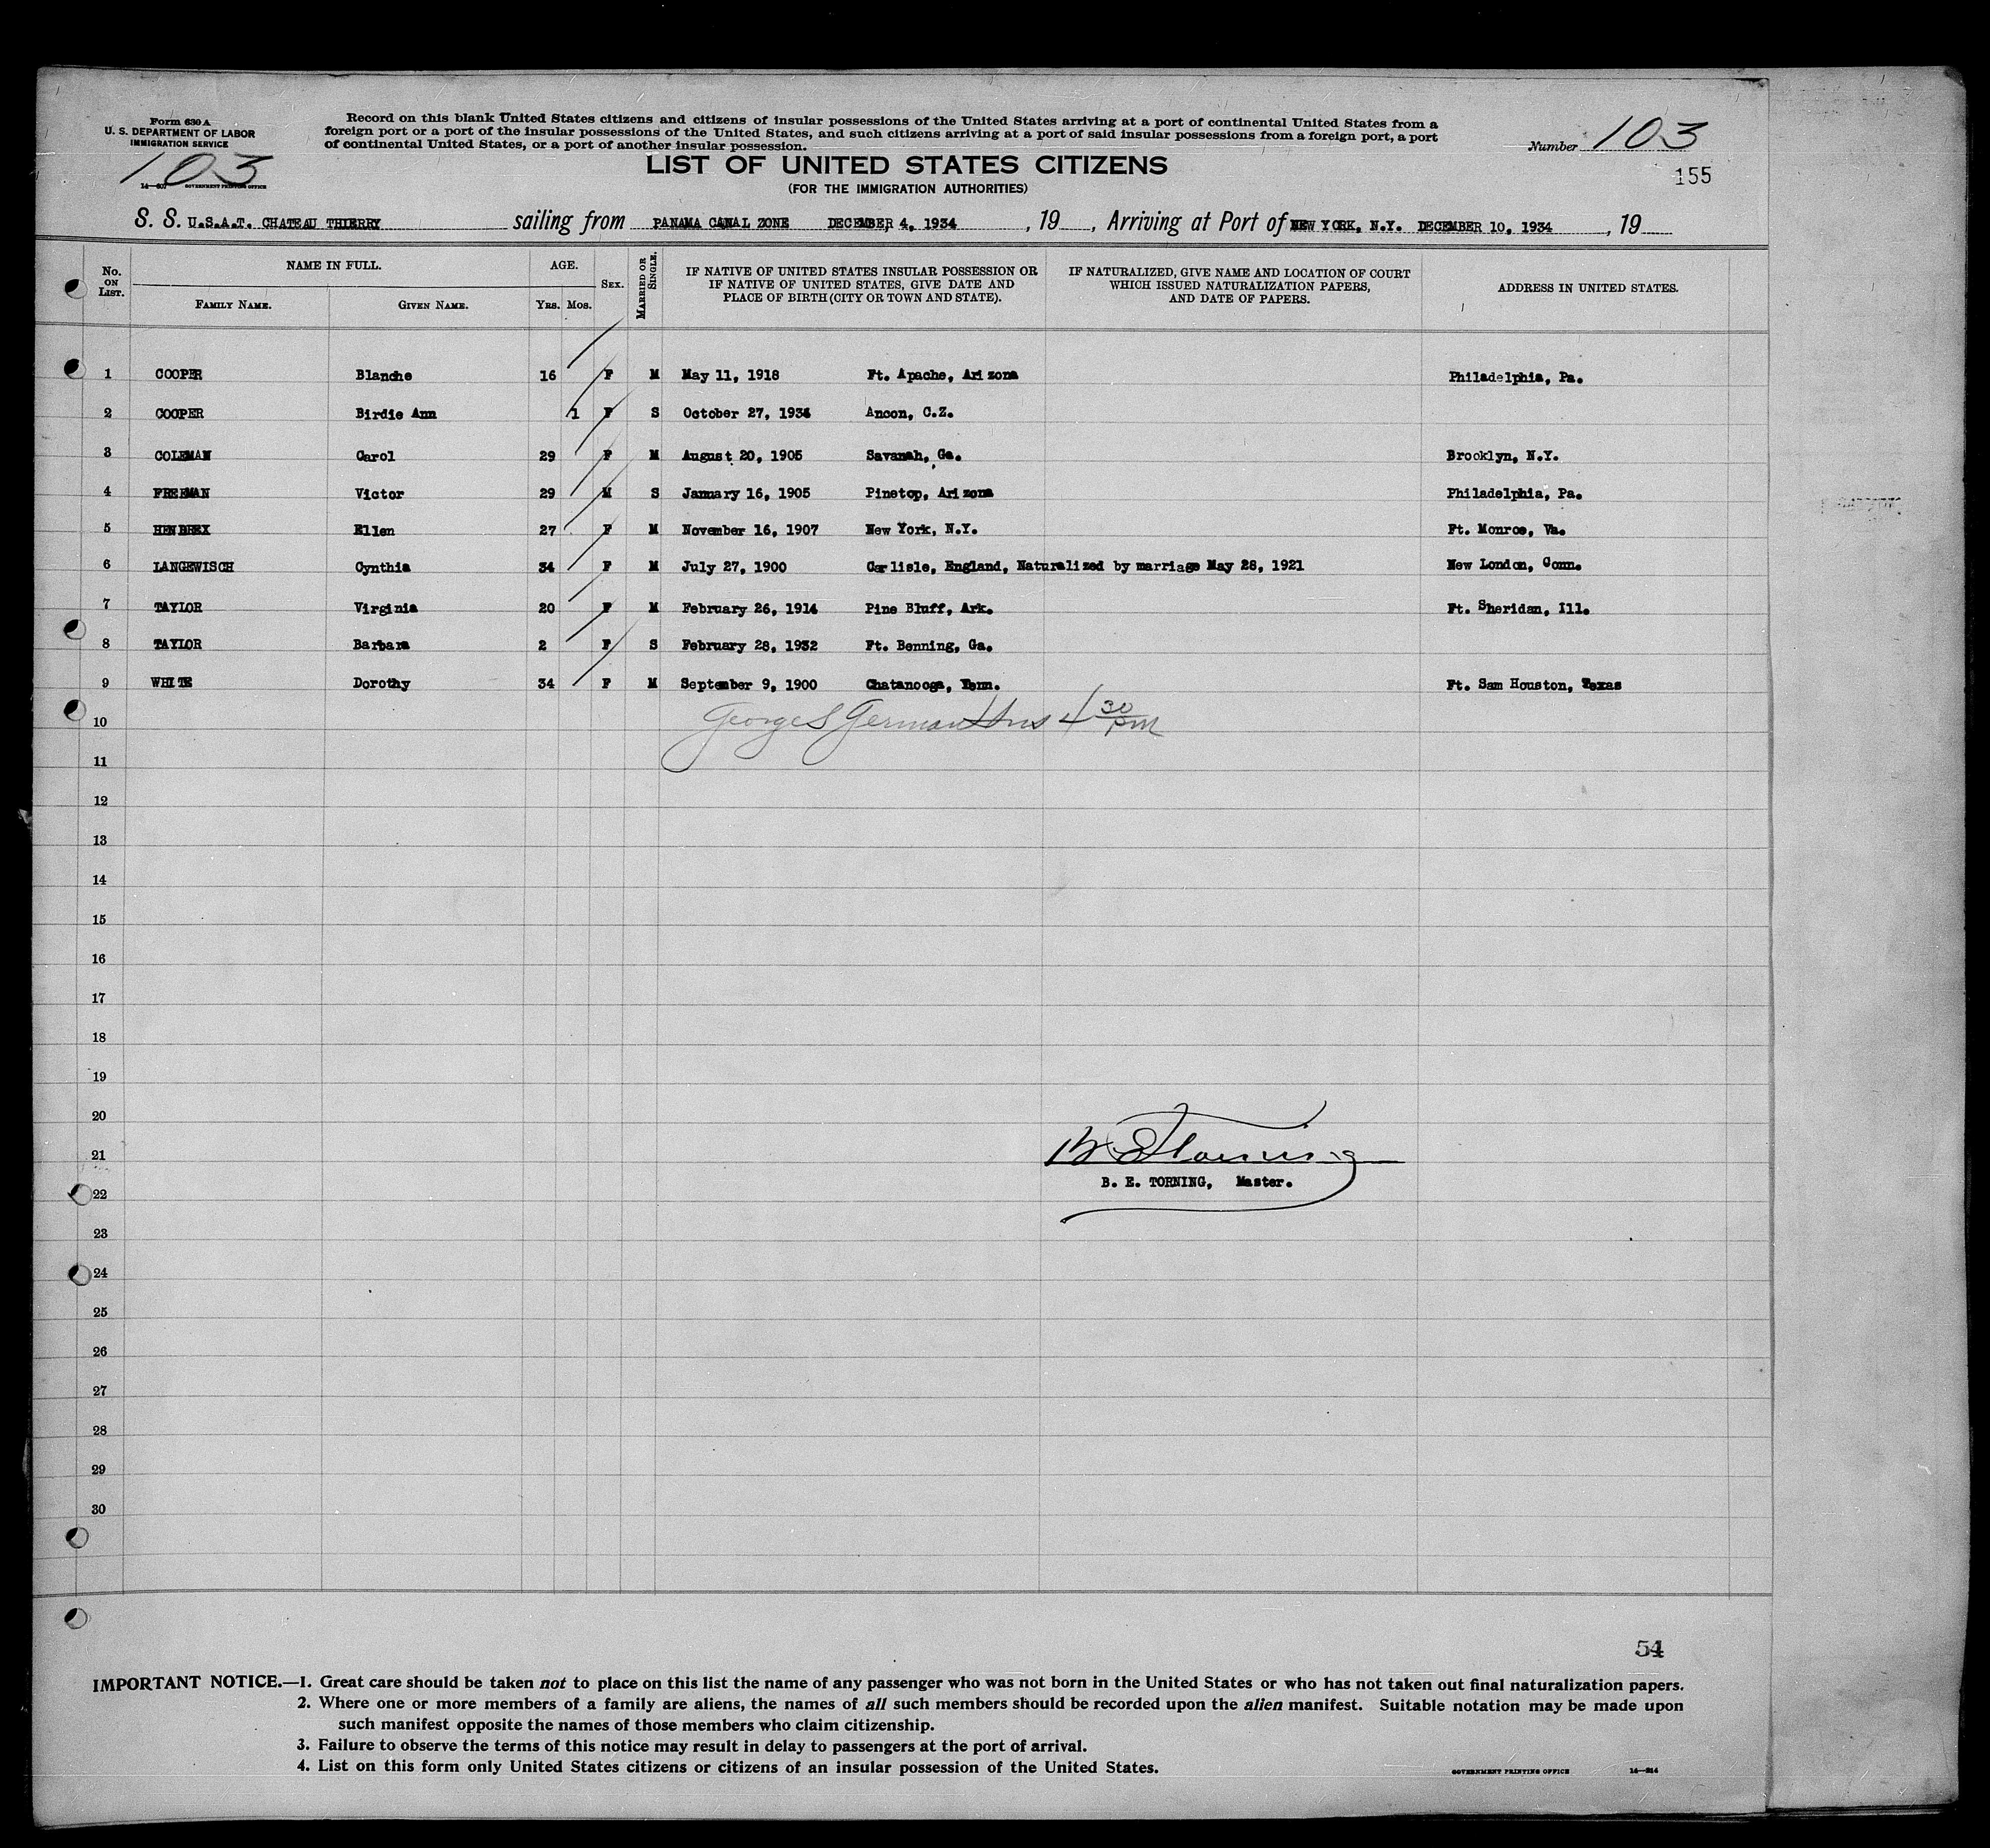 Form 630 A
U. S. DEPARTMENT OF LABOR
IMMIGRATION SERVICE
103
14—607 GOVERNMENT PRINTING OFFICE
Record on this blank United States citizens and citizens of insular possessions of the United States arriving at a port of continental United States from a
foreign port or a port of the insular possessions of the United States, and such citizens arriving at a port of said insular possessions from a foreign port, a port
of continental United States, or a port of another insular possession.
Number 103
155
LIST OF UNITED STATES CITIZENS
(FOR THE IMMIGRATION AUTHORITIES)
S. S. U.S.A.T. CHATEAU THIERRY sailing from PANAMA CANAL ZONE DECEMBER 4, 1934, 19 , Arriving at Port of NEW YORK, N.Y. DECEMBER 10, 1934 , 19
No. ON LIST. NAME IN FULL. FAMILY NAME. GIVEN NAME. AGE. YRS. MOS. SEX. MARRIED OR SINGLE. IF NATIVE OF UNITED STATES INSULAR POSSESSION OR IF NATIVE OF UNITED STATES, GIVE DATE AND PLACE OF BIRTH (CITY OR TOWN AND STATE). IF NATURALIZED, GIVE NAME AND LOCATION OF COURT WHICH ISSUED NATURALIZATION PAPERS, AND DATE OF PAPERS. ADDRESS IN UNITED STATES.
1 COOPER Blanche 16 F M May 11, 1918 Ft. Apache, Arizona Philadelphia, Pa.
2 COOPER Birdie Ann 1 F S October 27, 1934 Ancon, C.Z.
3 COLEMAN Carol 29 F M August 20, 1905 Savanah, Ga. Brooklyn, N.Y.
4 FREEMAN Victor 29 M S January 16, 1905 Pinetop, Arizona Philadelphia, Pa.
5 HENDREX Ellen 27 F M November 16, 1907 New York, N.Y. Ft. Monroe, Va.
6 LANGEWISCH Cynthia 34 F M July 27, 1900 Carlisle, England, Naturalized by marriage May 28, 1921 New London, Conn.
7 TAYLOR Virginia 20 F M February 26, 1914 Pine Bluff, Ark. Ft. Sheridan, Ill.
8 TAYLOR Barbara 2 F S February 28, 1932 Ft. Benning, Ga.
9 WHITE Dorothy 34 F M September 9, 1900 Chatanooga, Tenn. Ft. Sam Houston, Texas
10 George S German Ins 4 30 pm
11
12
13
14
15
16
17
18
19
20
21
22 B. E. TORNING, Master.
23
24
25
26
27
28
29
30
54
IMPORTANT NOTICE.—1. Great care should be taken not to place on this list the name of any passenger who was not born in the United States or who has not taken out final naturalization papers.
2. Where one or more members of a family are aliens, the names of all such members should be recorded upon the alien manifest. Suitable notation may be made upon
such manifest opposite the names of those members who claim citizenship.
3. Failure to observe the terms of this notice may result in delay to passengers at the port of arrival.
4. List on this form only United States citizens or citizens of an insular possession of the United States.
GOVERNMENT PRINTING OFFICE